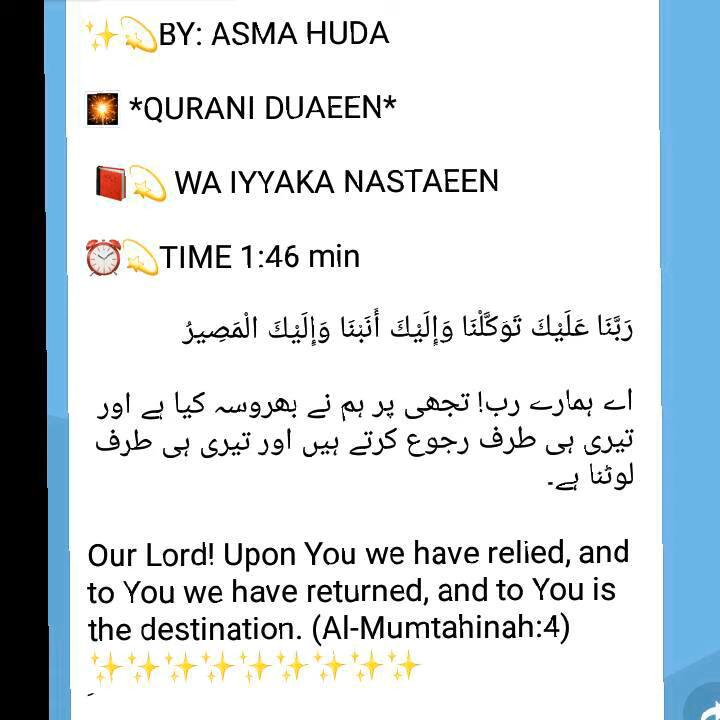 ✨💫BY: ASMA HUDA
🎇 *QURANI DUAEEN*
📕💫 WA IYYAKA NASTAEEN
⏰💫TIME 1:46 min
رَبَّنَا عَلَيْكَ تَوَكَّلْنَا وَإِلَيْكَ أَنَبْنَا وَإِلَيْكَ الْمَصِيرُ
اے ہمارے رب! تجھی پر ہم نے بھروسہ کیا ہے اور
تیری ہی طرف رجوع کرتے ہیں اور تیری ہی طرف
لوٹنا ہے۔
Our Lord! Upon You we have relied, and
to You we have returned, and to You is
the destination. (Al-Mumtahinah:4)
✨✨✨✨✨✨✨✨✨